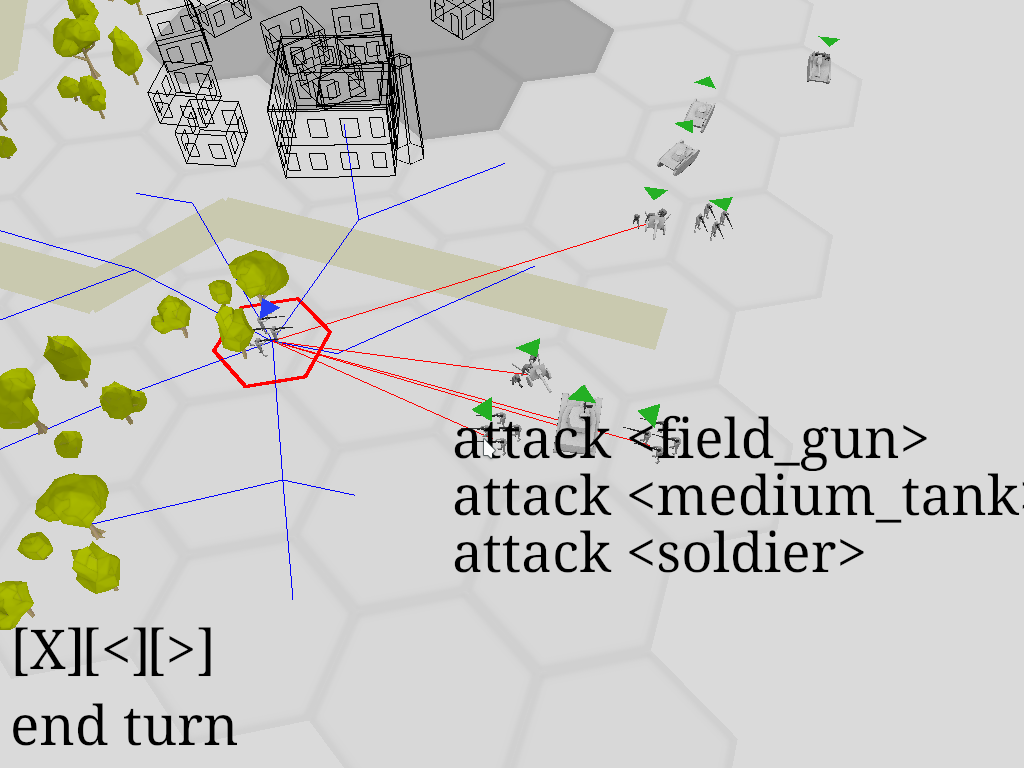 attack <field_gun>
attack <medium_tank>
attack <soldier>
[X][<][>]
end turn